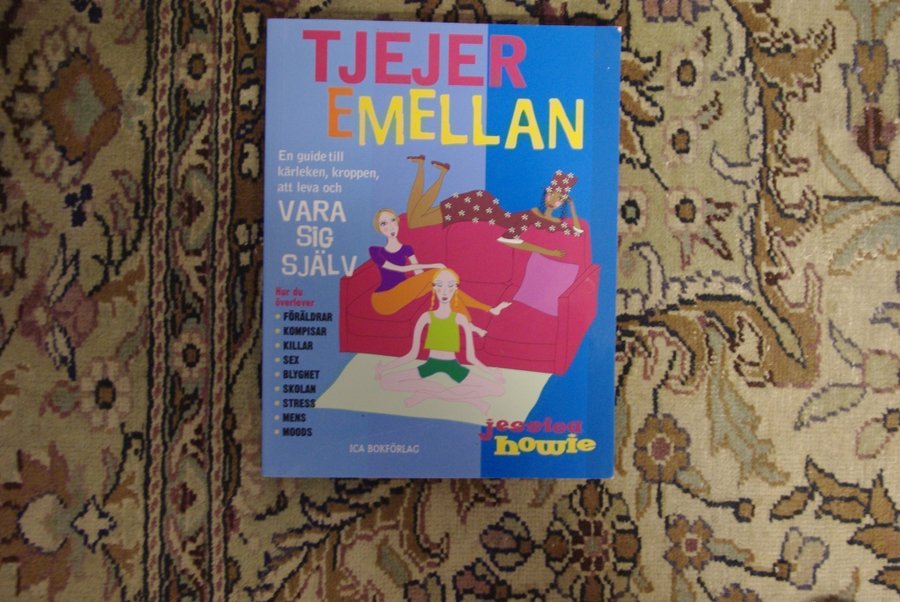 TJEJER
EMELLAN
En guide till
kärleken, kroppen,
att leva och
VARA
SIG
SJÄLV
Hur du
överlever
FÖRÄLDRAR
KOMPISAR
KILLAR
SEX
BLYGHET
SKOLAN
STRESS
MENS
MOODS
jessica
howie
ICA BOKFÖRLAG